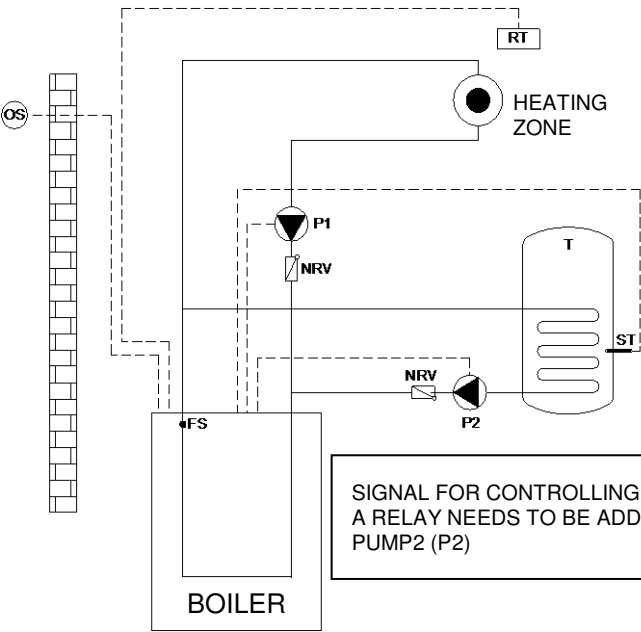 RT
OS
HEATING
ZONE
P1
T
NRV
ST
NRV
P2
FS
SIGNAL FOR CONTROLLING
A RELAY NEEDS TO BE ADD
PUMP2 (P2)
BOILER